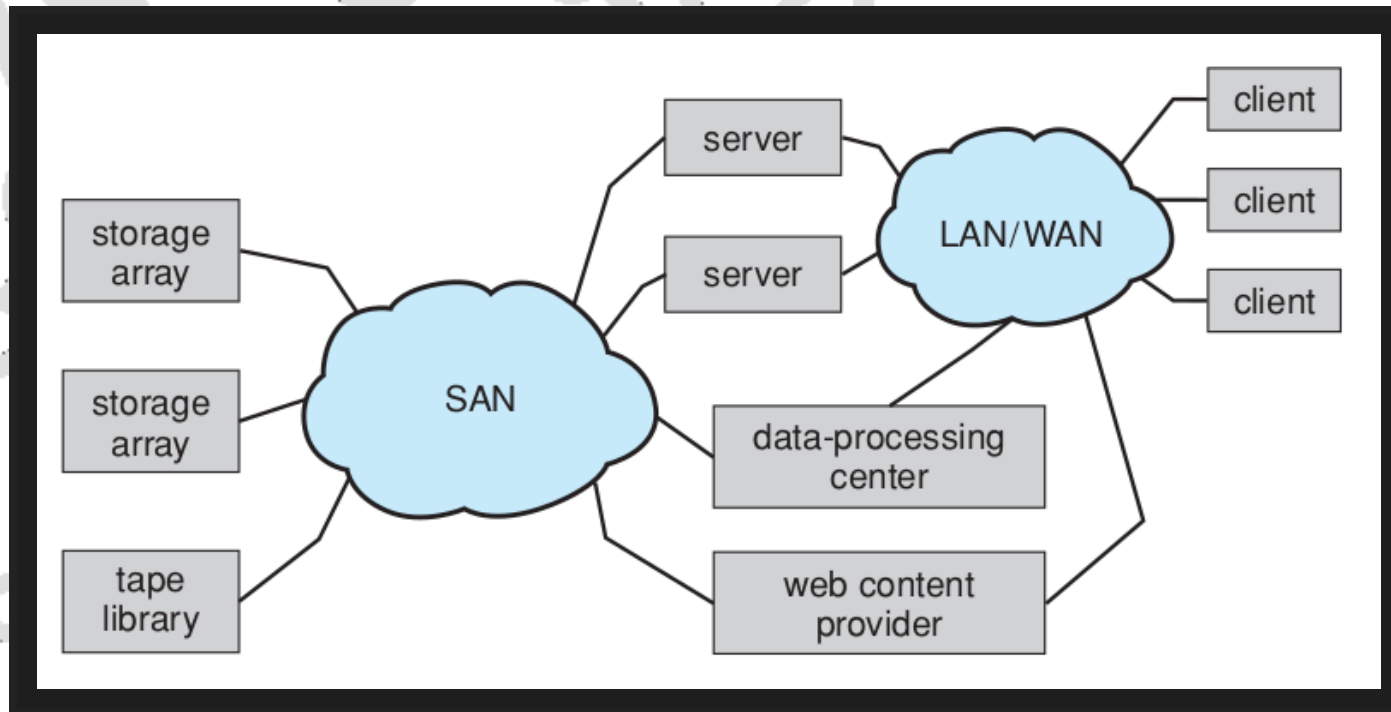 storage
array
storage
array
tape
library
SAN
server
server
data-processing
center
web content
provider
LAN/WAN
client
client
client